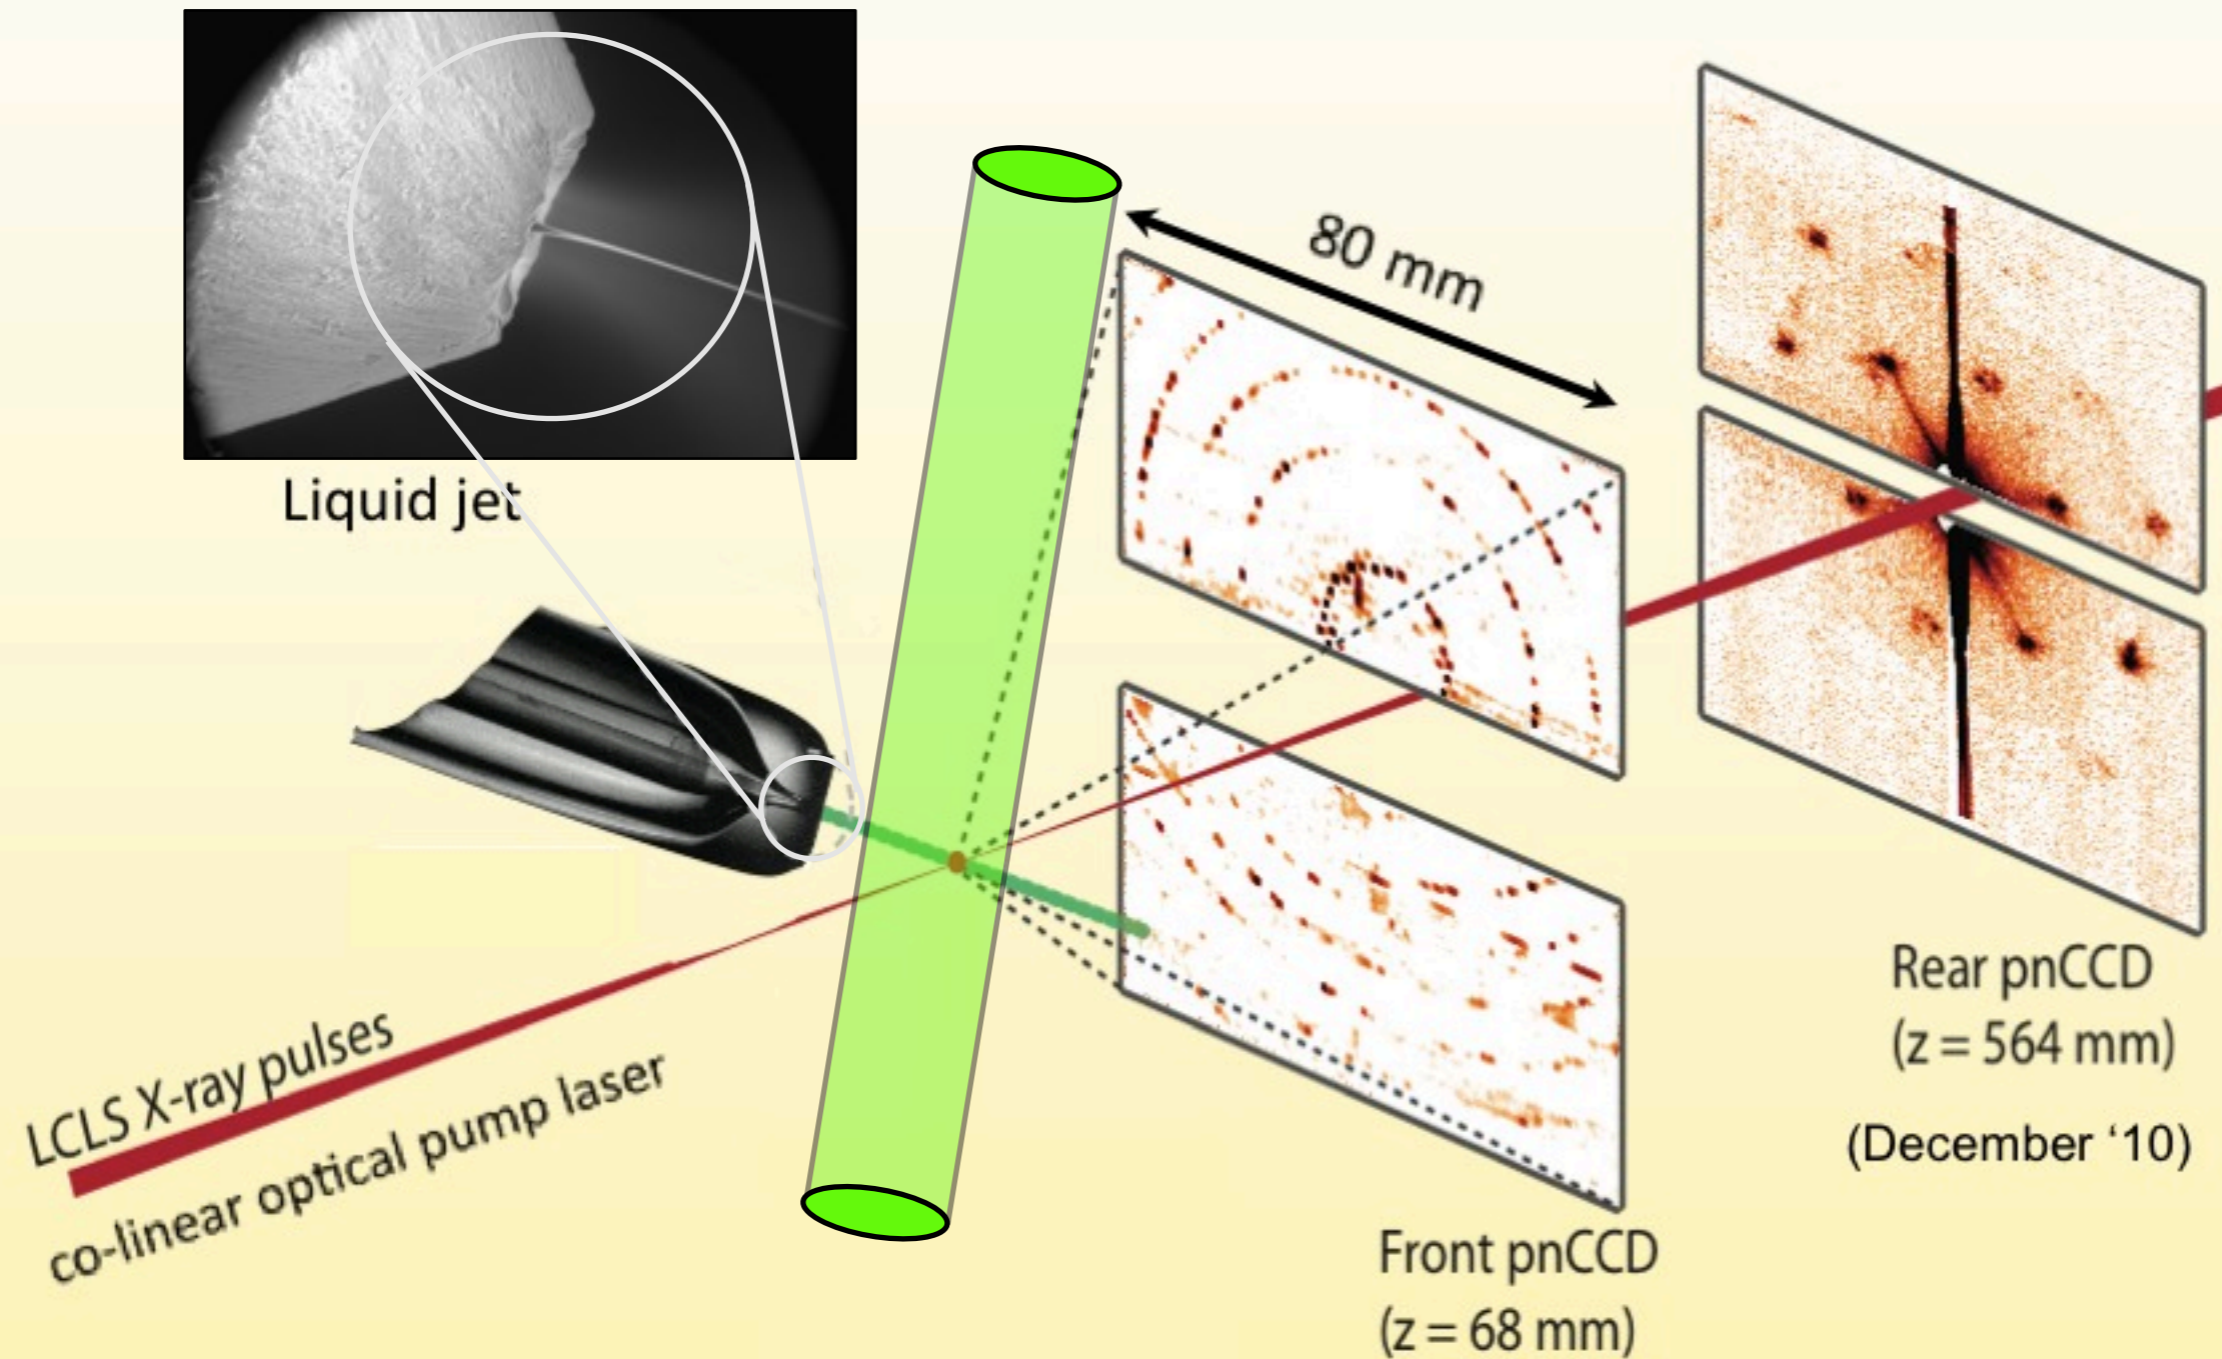 80 mm
Liquid jet
LCLS X-ray pulses
co-linear optical pump laser
Rear pnCCD
(z = 564 mm)
(December ‘10)
Front pnCCD
(z = 68 mm)